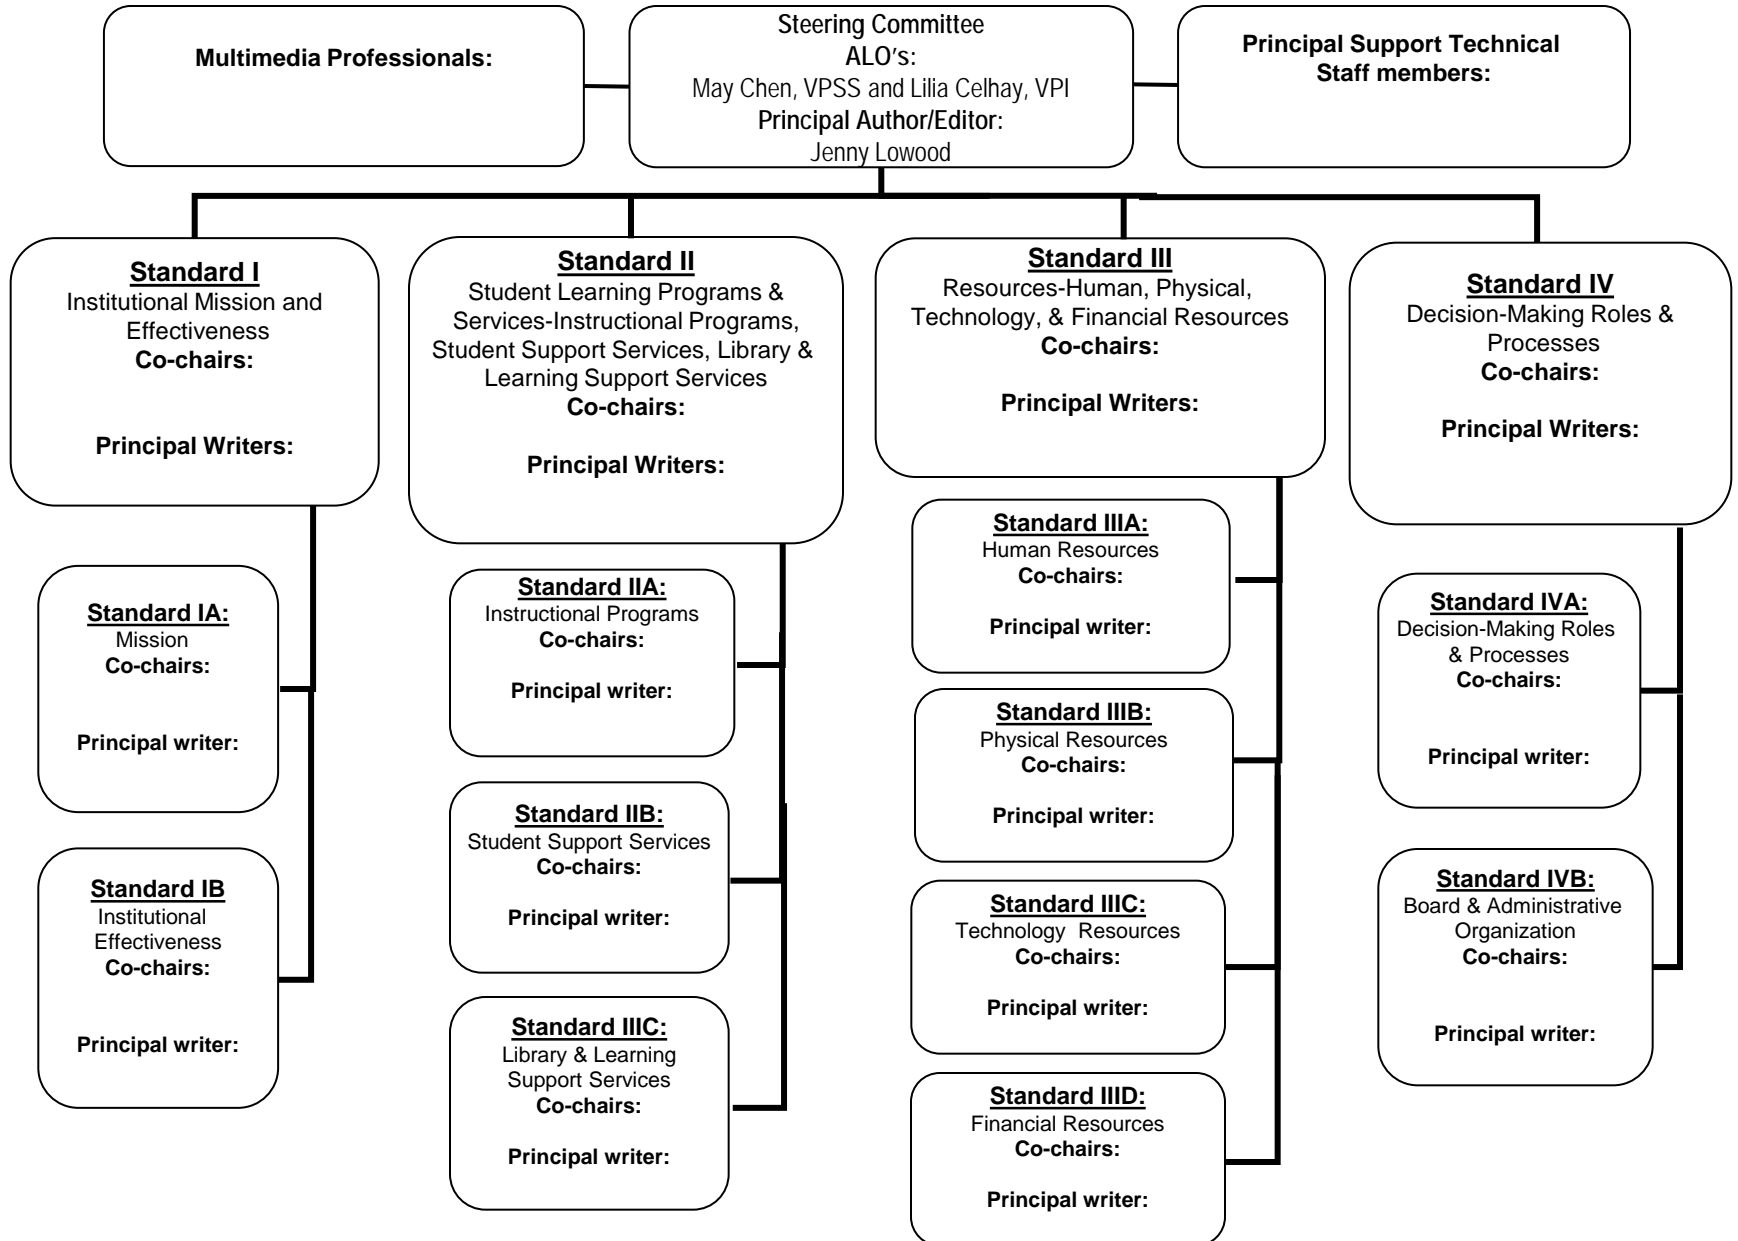 Multimedia Professionals:
Steering Committee
ALO's:
May Chen, VPSS and Lilia Celhay, VPI
Principal Author/Editor:
Jenny Lowood
Principal Support Technical
Staff members:
Standard I
Institutional Mission and
Effectiveness
Co-chairs:
Principal Writers:
Standard II
Student Learning Programs &
Services-Instructional Programs,
Student Support Services, Library &
Learning Support Services
Co-chairs:
Principal Writers:
Standard III
Resources-Human, Physical,
Technology, & Financial Resources
Co-chairs:
Principal Writers:
Standard IV
Decision-Making Roles &
Processes
Co-chairs:
Principal Writers:
Standard IA:
Mission
Co-chairs:
Principal writer:
Standard IB
Institutional
Effectiveness
Co-chairs:
Principal writer:
Standard IIA:
Instructional Programs
Co-chairs:
Principal writer:
Standard IIB:
Student Support Services
Co-chairs:
Principal writer:
Standard IIIC:
Library & Learning
Support Services
Co-chairs:
Principal writer:
Standard IIIA:
Human Resources
Co-chairs:
Principal writer:
Standard IIIB:
Physical Resources
Co-chairs:
Principal writer:
Standard IIIC:
Technology  Resources
Co-chairs:
Principal writer:
Standard IIID:
Financial Resources
Co-chairs:
Principal writer:
Standard IVA:
Decision-Making Roles
& Processes
Co-chairs:
Principal writer:
Standard IVB:
Board & Administrative
Organization
Co-chairs:
Principal writer: